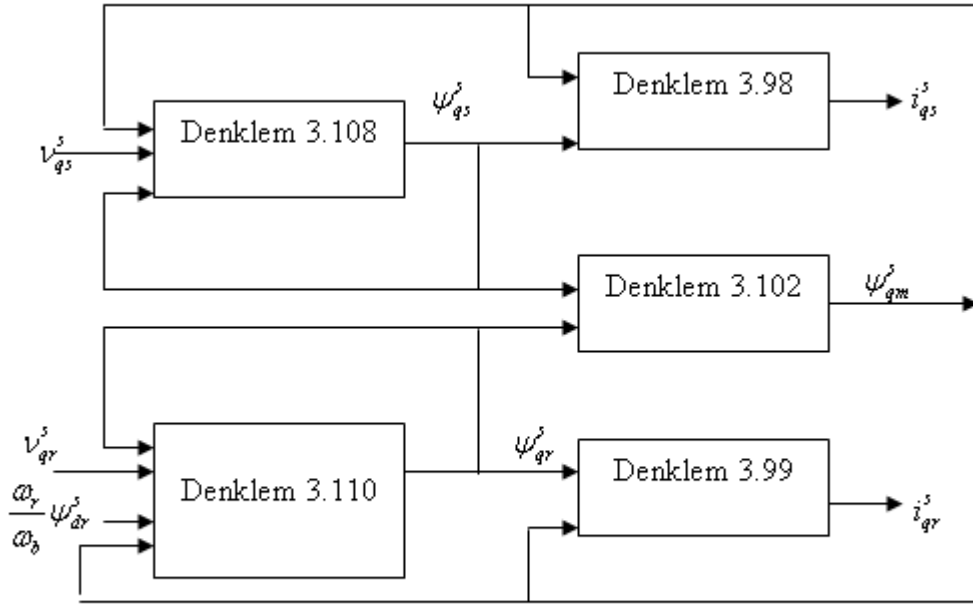 Denklem 3.98
ψ^s_qs
i^s_qs
Denklem 3.108
v^s_qs
Denklem 3.102
ψ^s_qm
v^s_qr
ψ^s_qr
Denklem 3.99
Denklem 3.110
ω_r/ω_b ψ^s_dr
i^s_qr